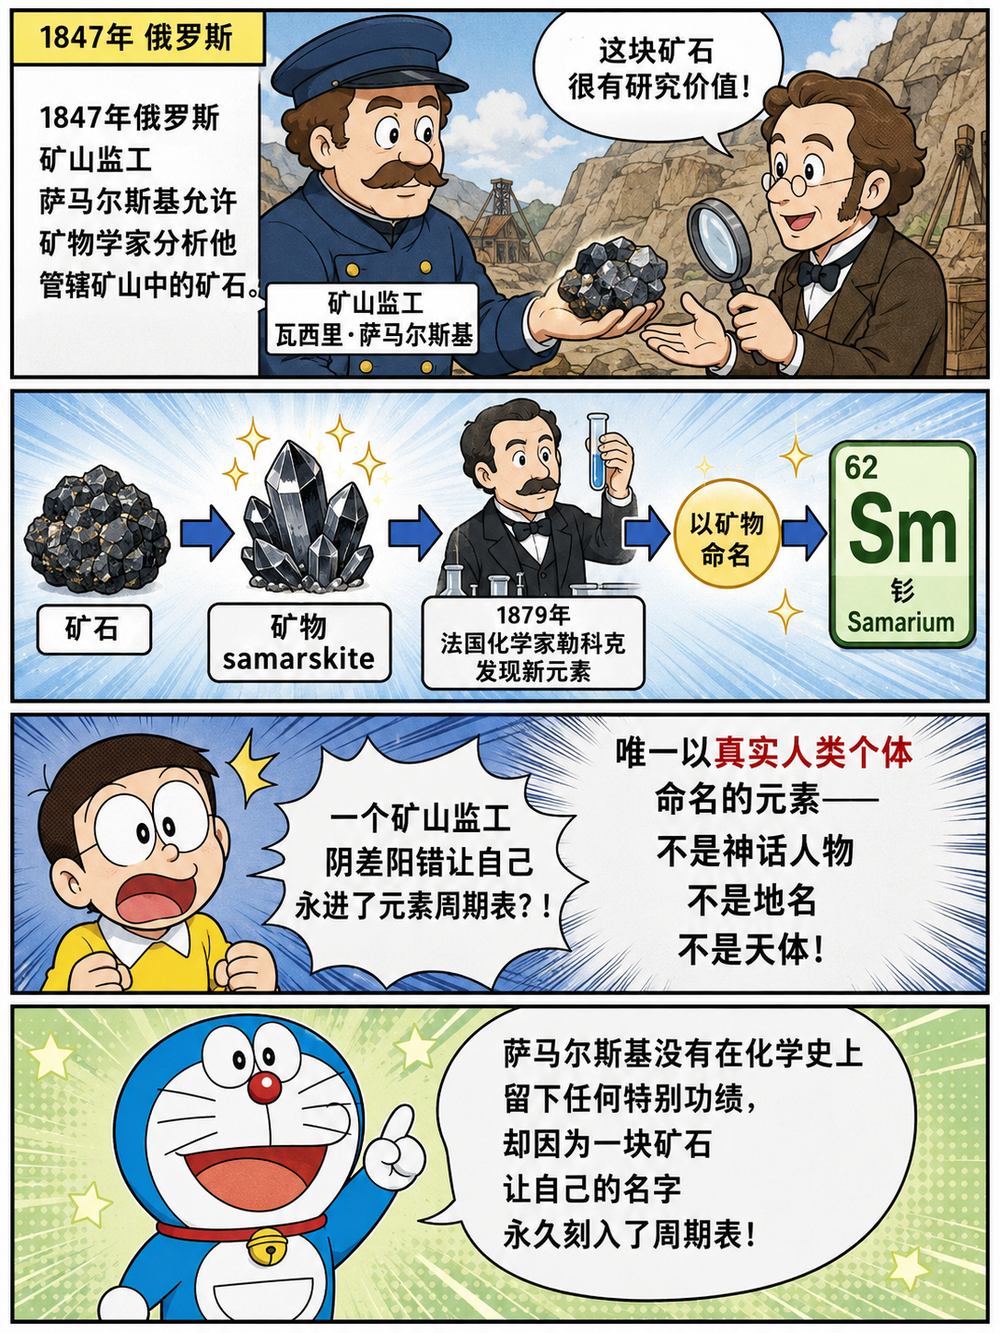 1847年 俄罗斯
1847年俄罗斯
矿山监工
萨马尔斯基允许
矿物学家分析他
管辖矿山中的矿石。
这块矿石
很有研究价值！
矿山监工
瓦西里·萨马尔斯基
矿石
矿物
samarskite
1879年
法国化学家勒科克
发现新元素
以矿物
命名
62
Sm
钐
Samarium
一个矿山监工
阴差阳错让自己
永进了元素周期表？！
唯一以真实人类个体
命名的元素——
不是神话人物
不是地名
不是天体！
萨马尔斯基没有在化学史上
留下任何特别功绩，
却因为一块矿石
让自己的名字
永久刻入了周期表！